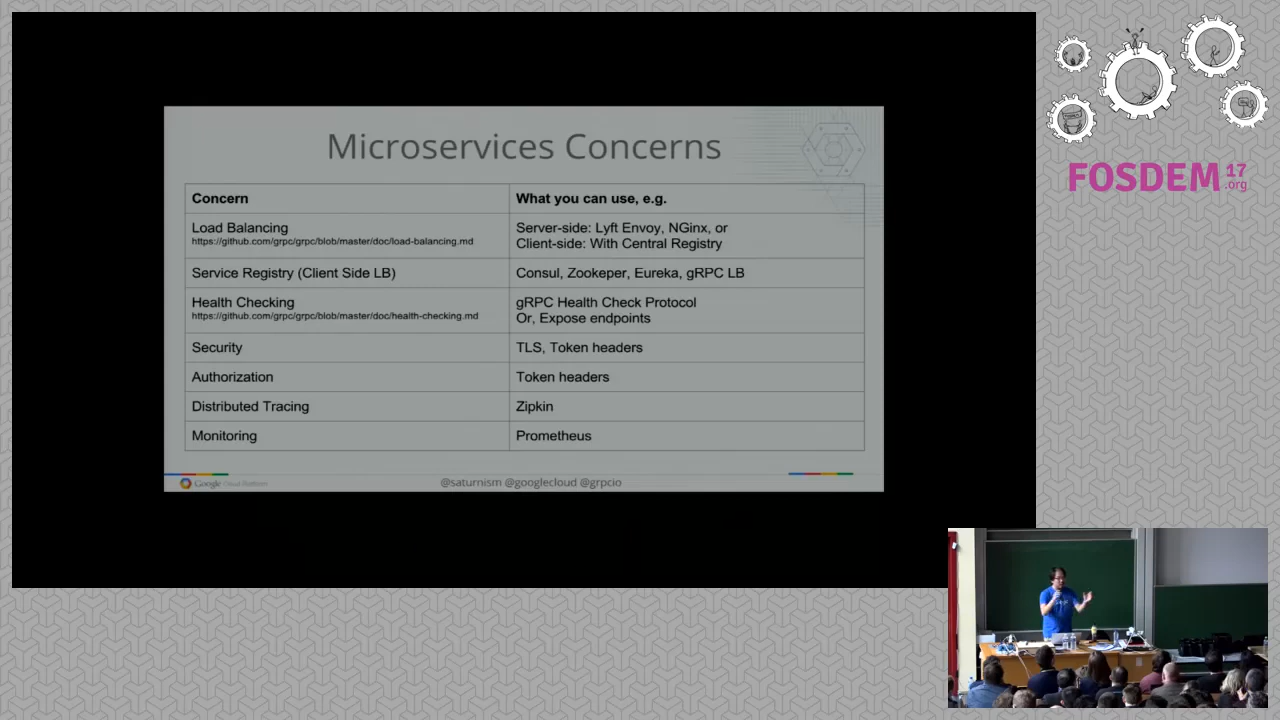 Microservices Concerns
Concern
What you can use, e.g.
Load Balancing
https://github.com/grpc/grpc/blob/master/doc/load-balancing.md
Server-side: Lyft Envoy, NGinx, or
Client-side: With Central Registry
Service Registry (Client Side LB)
Consul, Zookeper, Eureka, gRPC LB
Health Checking
https://github.com/grpc/grpc/blob/master/doc/health-checking.md
gRPC Health Check Protocol
Or, Expose endpoints
Security
TLS, Token headers
Authorization
Token headers
Distributed Tracing
Zipkin
Monitoring
Prometheus
Google Cloud Platform
@saturnism @googlecloud @grpcio
FOSDEM 17
.org